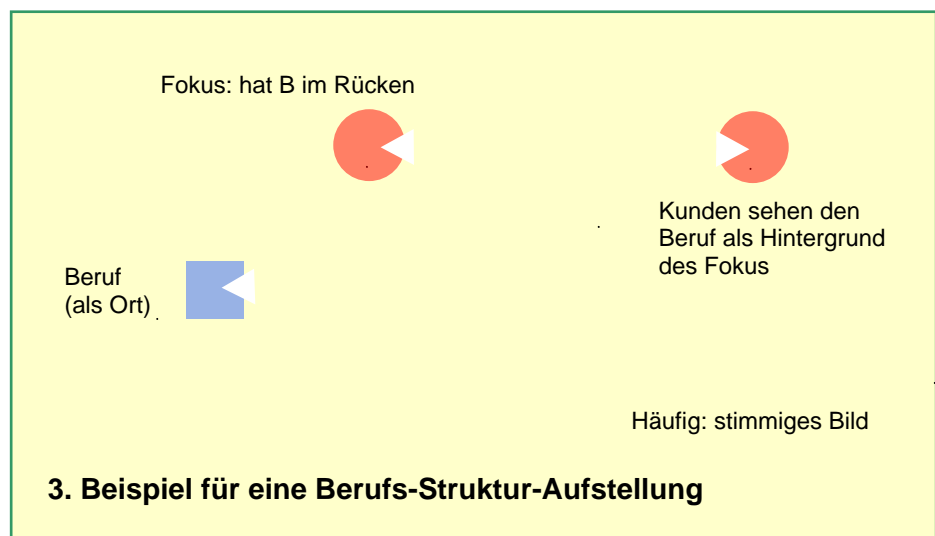 Fokus: hat B im Rücken
Kunden sehen den
Beruf als Hintergrund
des Fokus
Beruf
(als Ort)
Häufig: stimmiges Bild
3. Beispiel für eine Berufs-Struktur-Aufstellung